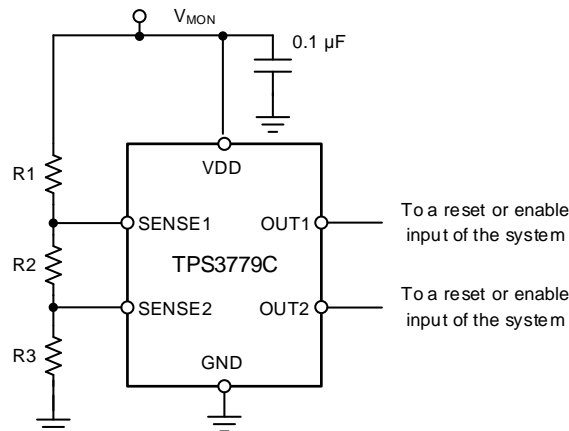 VMON
0.1 µF
VDD
R1
SENSE1
OUT1
To a reset or enable
input of the system
R2
TPS3779C
SENSE2
OUT2
To a reset or enable
input of the system
R3
GND